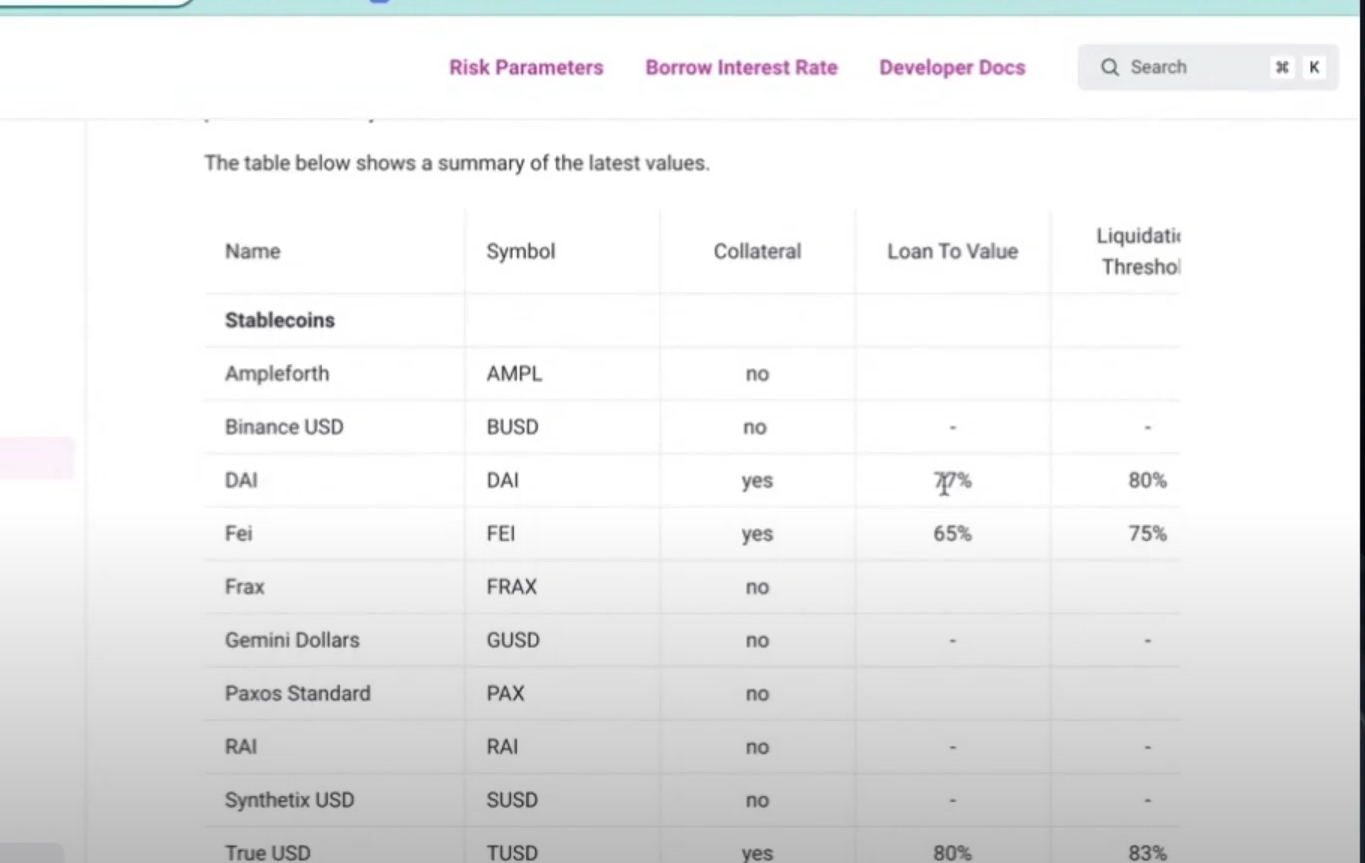 Risk Parameters Borrow Interest Rate Developer Docs Search ⌘ K
The table below shows a summary of the latest values.
Name Symbol Collateral Loan To Value Liquidatio Threshol
Stablecoins
Ampleforth AMPL no
Binance USD BUSD no - -
DAI DAI yes 77% 80%
Fei FEI yes 65% 75%
Frax FRAX no
Gemini Dollars GUSD no - -
Paxos Standard PAX no
RAI RAI no - -
Synthetix USD SUSD no - -
True USD TUSD yes 80% 83%